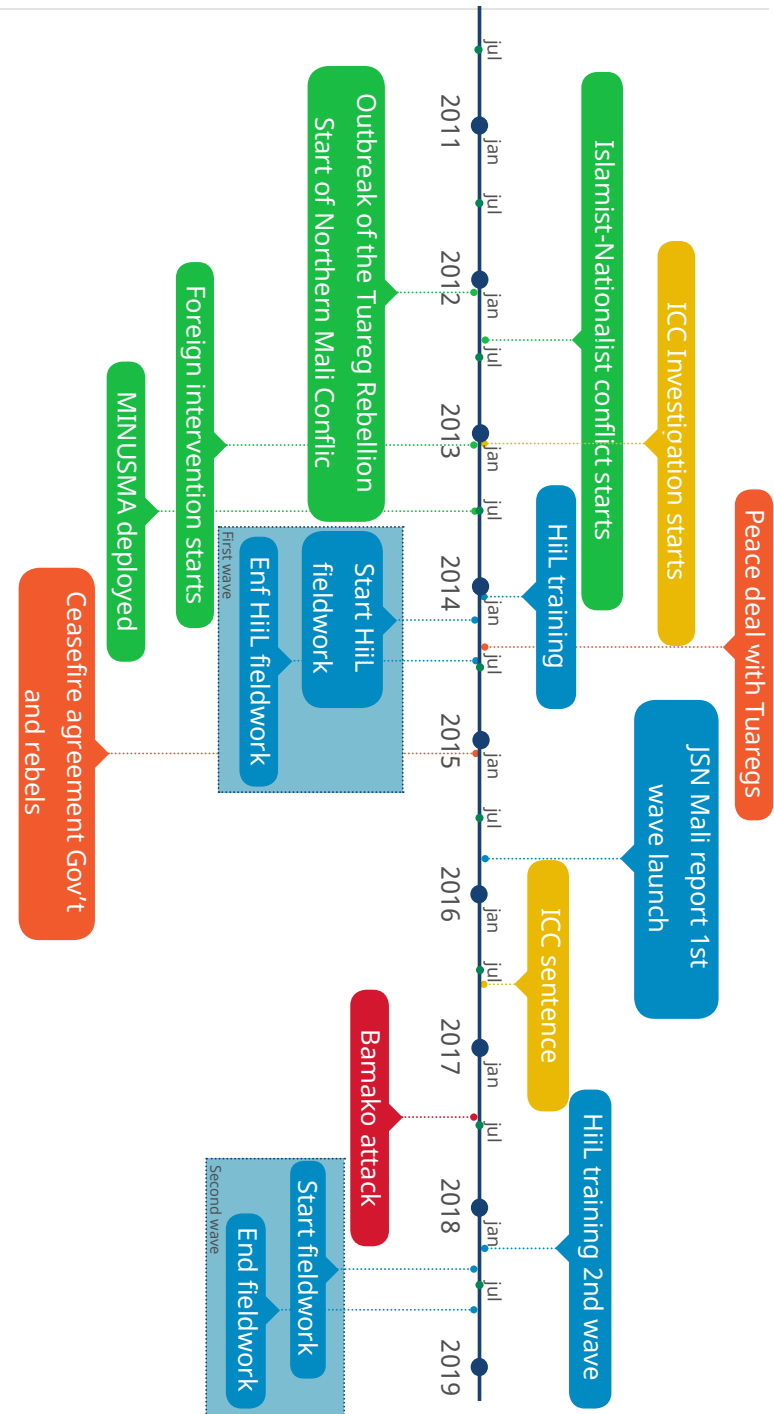 Peace deal with Tuaregs
ICC Investigation starts
JSN Mali report 1st
wave launch
Islamist-Nationalist conflict starts
HiiL training
ICC sentence
HiiL training 2nd wave
jul
jan
jul
jan
jul
jan
jul
jan
jul
jan
jul
jan
jul
jan
jul
jan
jul
2011
2012
2013
2014
2015
2016
2017
2018
2019
Outbreak of the Tuareg Rebellion
Start of Northern Mali Conflic
Start HiiL
fieldwork
Enf HiiL fieldwork
First wave
Bamako attack
Foreign intervention starts
MINUSMA deployed
Ceasefire agreement Gov't
and rebels
Start fieldwork
End fieldwork
Second wave